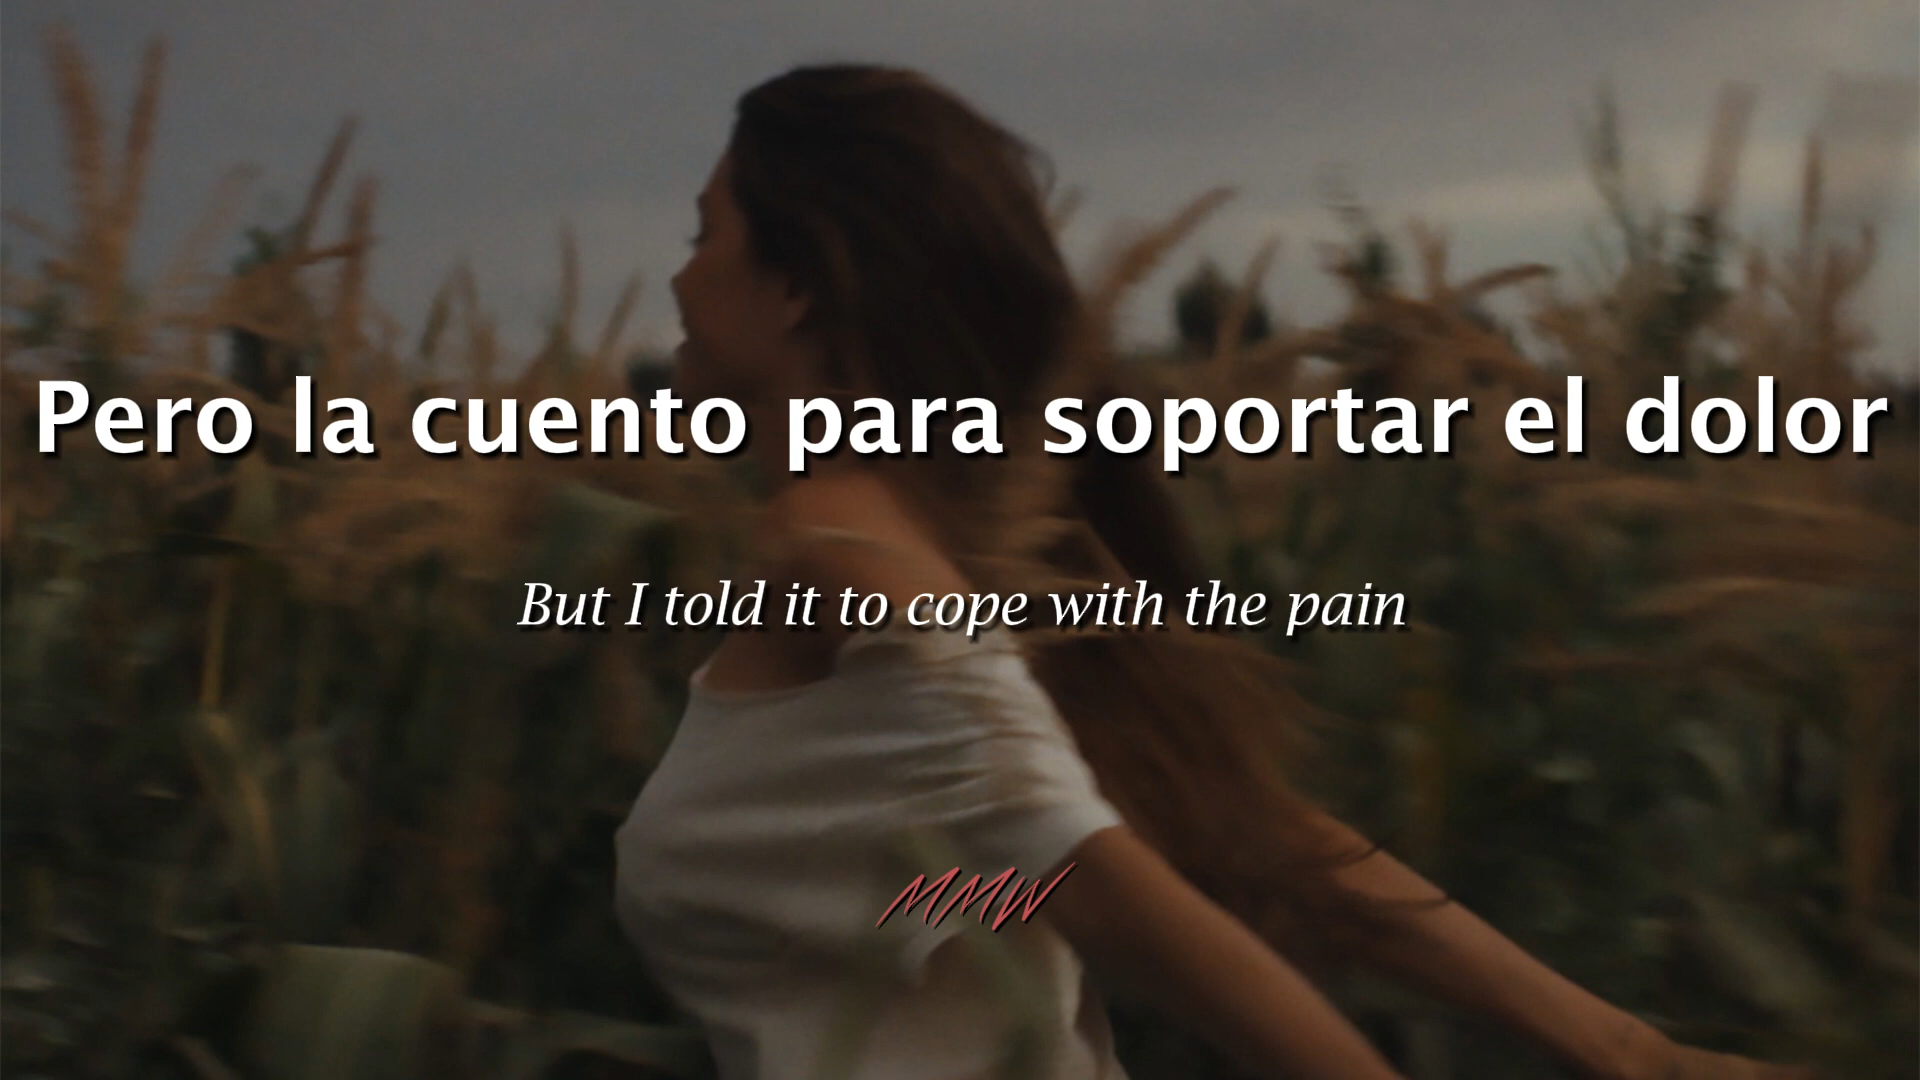 Pero la cuento para soportar el dolor
But I told it to cope with the pain
MMW